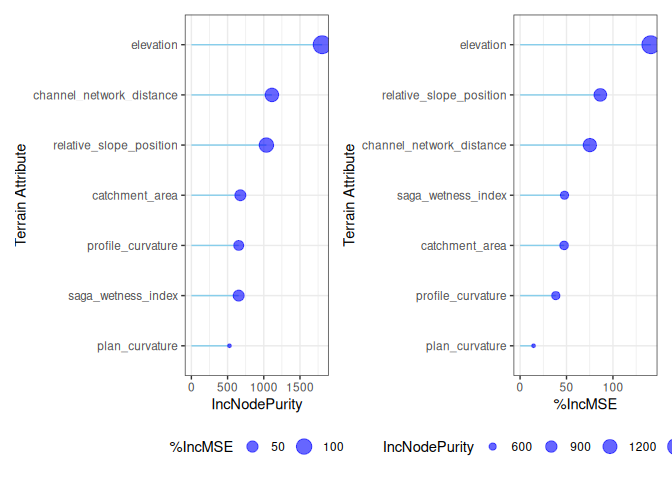 elevation
channel_network_distance
relative_slope_position
catchment_area
profile_curvature
saga_wetness_index
plan_curvature
Terrain Attribute
0 500 1000 1500
IncNodePurity
%IncMSE 50 100
elevation
relative_slope_position
channel_network_distance
saga_wetness_index
catchment_area
profile_curvature
plan_curvature
Terrain Attribute
0 50 100
%IncMSE
IncNodePurity 600 900 1200